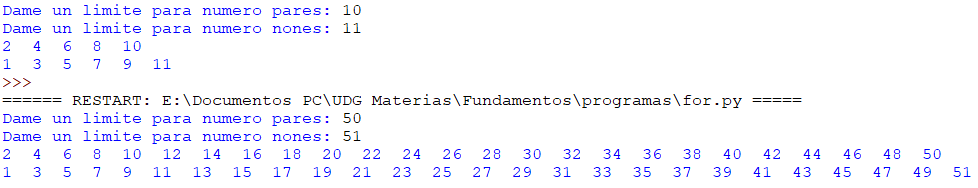 Dame un limite para numero pares: 10
Dame un limite para numero nones: 11
2  4  6  8  10
1  3  5  7  9  11
>>>
====== RESTART: E:\Documentos PC\UDG Materias\Fundamentos\programas\for.py =====
Dame un limite para numero pares: 50
Dame un limite para numero nones: 51
2  4  6  8  10  12  14  16  18  20  22  24  26  28  30  32  34  36  38  40  42  44  46  48  50
1  3  5  7  9  11  13  15  17  19  21  23  25  27  29  31  33  35  37  39  41  43  45  47  49  51